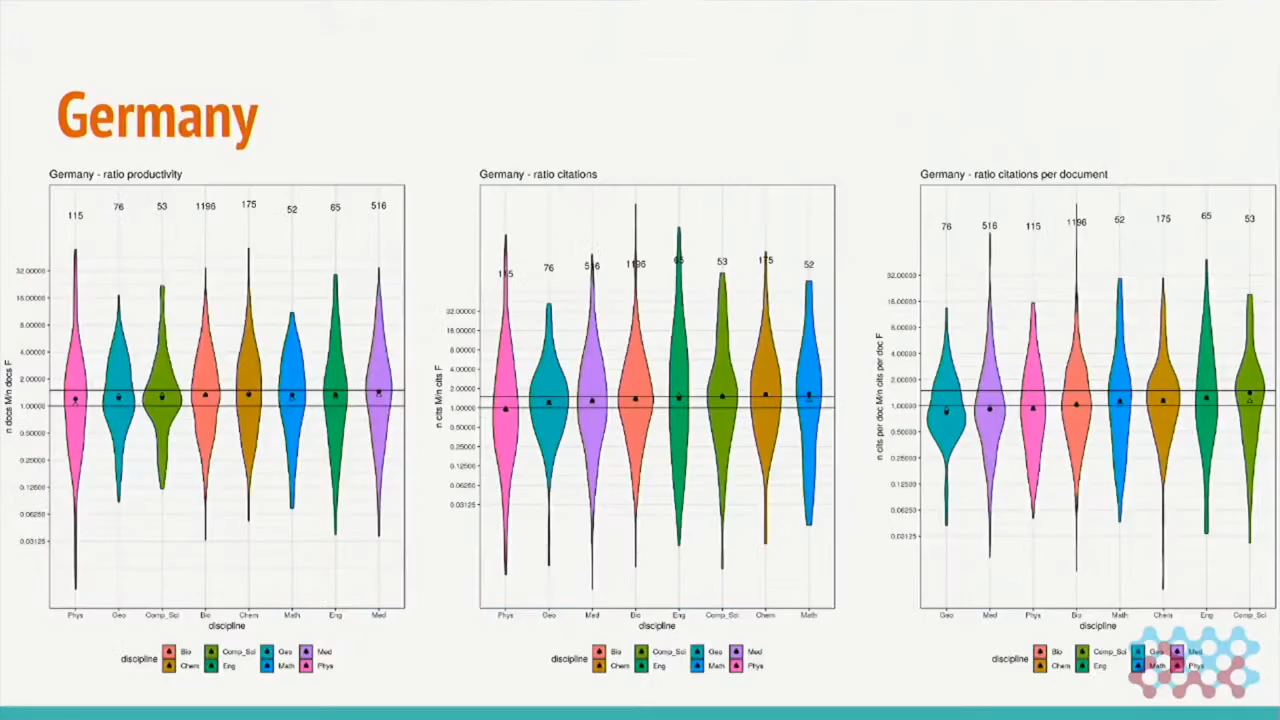 Germany
Germany - ratio productivity
115 76 53 1196 175 52 65 516
32.00000
16.00000
8.00000
4.00000
2.00000
1.00000
0.50000
0.25000
0.12500
0.06250
0.03125
n docs M/n docs F
Phys Geo Comp_Sci Bio Chem Math Eng Med
discipline
discipline Bio Comp_Sci Geo Med
Chem Eng Math Phys
Germany - ratio citations
115 76 516 1196 65 53 175 52
32.00000
16.00000
8.00000
4.00000
2.00000
1.00000
0.50000
0.25000
0.12500
0.06250
0.03125
n cits M/n cits F
Phys Geo Med Bio Eng Comp_Sci Chem Math
discipline
discipline Bio Comp_Sci Geo Med
Chem Eng Math Phys
Germany - ratio citations per document
76 516 115 1196 52 175 65 53
32.00000
16.00000
8.00000
4.00000
2.00000
1.00000
0.50000
0.25000
0.12500
0.06250
0.03125
n cits per doc M/n cits per doc F
Geo Med Phys Bio Math Chem Eng Comp_Sci
discipline
discipline Bio Comp_Sci Geo Med
Chem Eng Math Phys